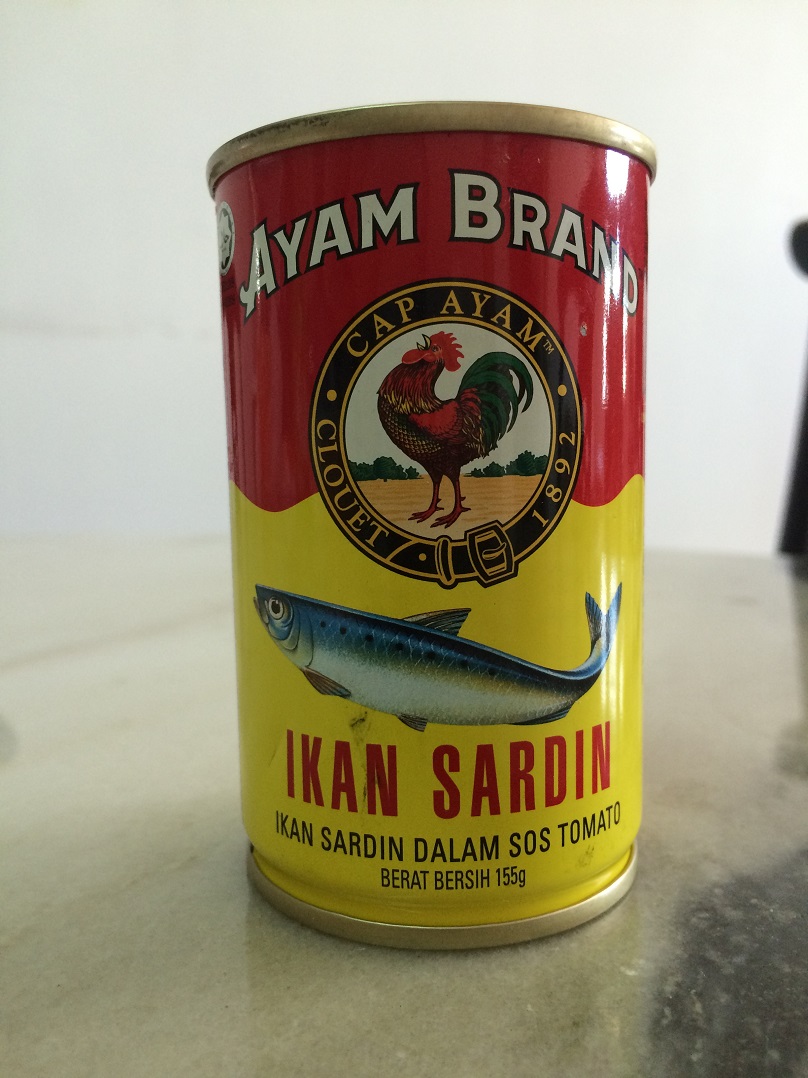 AYAM BRAND
CAP AYAM™
CLOUET 1892
IKAN SARDIN
IKAN SARDIN DALAM SOS TOMATO
BERAT BERSIH 155g